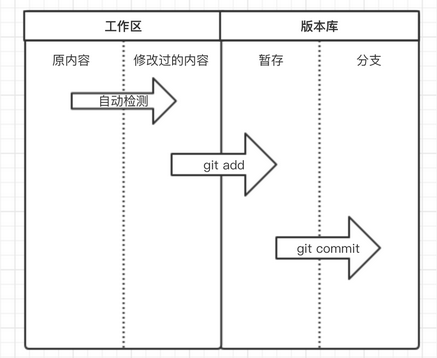 工作区
版本库
原内容
修改过的内容
暂存
分支
自动检测
git add
git commit